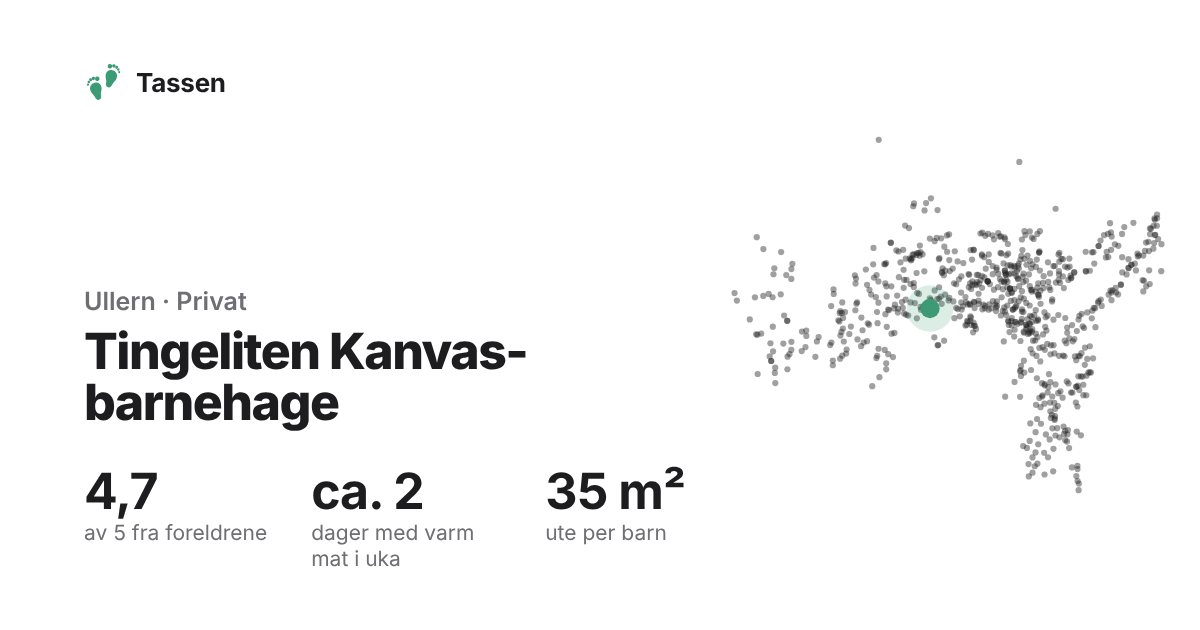 Tassen
Ullern · Privat
Tingeliten Kanvas-
barnehage
4,7
av 5 fra foreldrene
ca. 2
dager med varm
mat i uka
35 m²
ute per barn